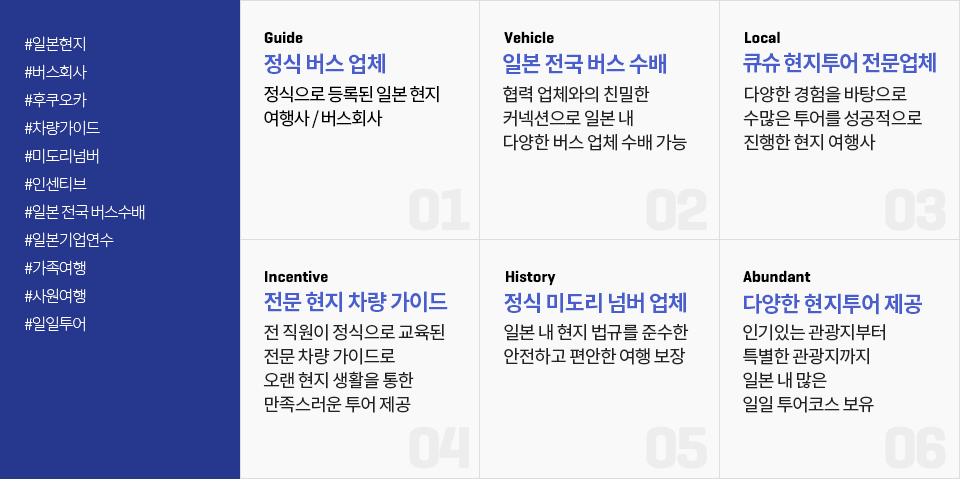 #일본현지
#버스회사
#후쿠오카
#차량가이드
#미도리넘버
#인센티브
#일본 전국 버스수배
#일본기업연수
#가족여행
#사원여행
#일일투어
Guide
정식 버스 업체
정식으로 등록된 일본 현지
여행사 / 버스회사
01
Vehicle
일본 전국 버스 수배
협력 업체와의 친밀한
커넥션으로 일본 내
다양한 버스 업체 수배 가능
02
Local
큐슈 현지투어 전문업체
다양한 경험을 바탕으로
수많은 투어를 성공적으로
진행한 현지 여행사
03
Incentive
전문 현지 차량 가이드
전 직원이 정식으로 교육된
전문 차량 가이드로
오랜 현지 생활을 통한
만족스러운 투어 제공
04
History
정식 미도리 넘버 업체
일본 내 현지 법규를 준수한
안전하고 편안한 여행 보장
05
Abundant
다양한 현지투어 제공
인기있는 관광지부터
특별한 관광지까지
일본 내 많은
일일 투어코스 보유
06